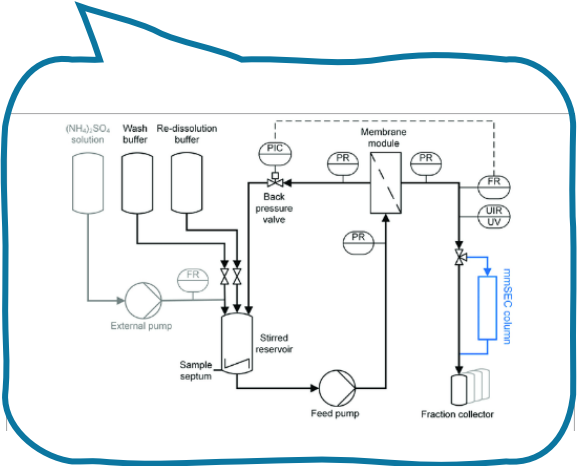 (NH₄)₂SO₄
solution
Wash
buffer
Re-dissolution
buffer
PIC
Back
pressure
valve
PR
Membrane
module
PR
FR
UIR
UV
PR
FR
External pump
mmSEC column
Stirred
reservoir
Sample
septum
Feed pump
Fraction collector